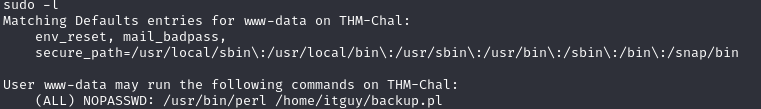 sudo -l
Matching Defaults entries for www-data on THM-Chal:
    env_reset, mail_badpass,
    secure_path=/usr/local/sbin\:/usr/local/bin\:/usr/sbin\:/usr/bin\:/sbin\:/bin\:/snap/bin

User www-data may run the following commands on THM-Chal:
    (ALL) NOPASSWD: /usr/bin/perl /home/itguy/backup.pl